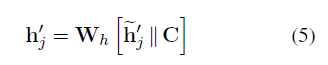 h′ⱼ = Wₕ [h̃′ⱼ ∥ C] (5)